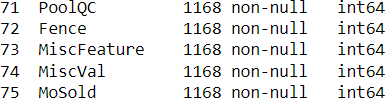 71 PoolQC 1168 non-null int64
72 Fence 1168 non-null int64
73 MiscFeature 1168 non-null int64
74 MiscVal 1168 non-null int64
75 MoSold 1168 non-null int64